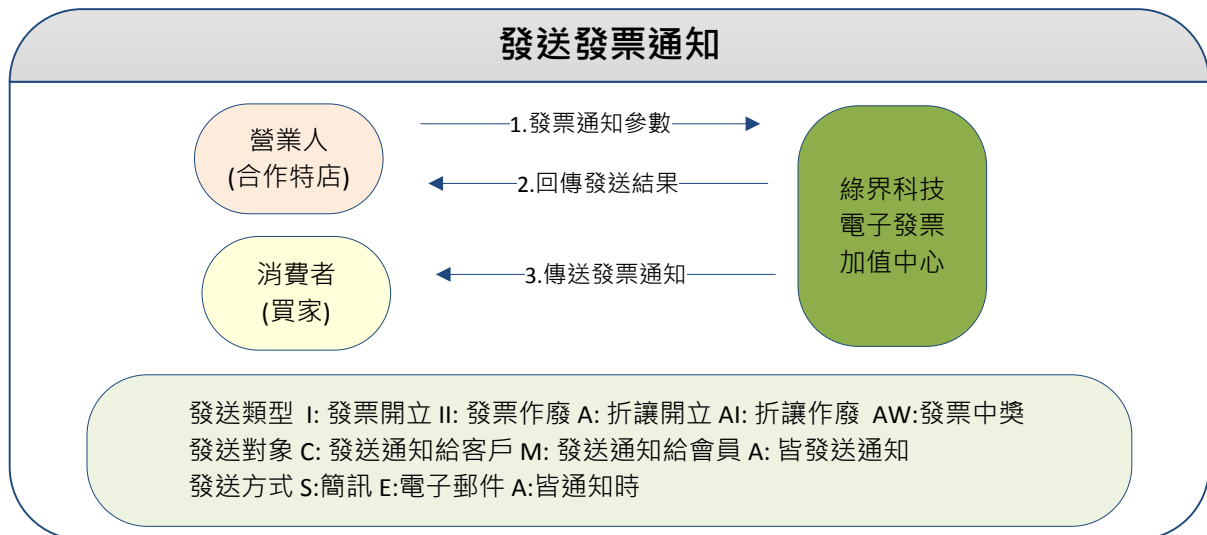 發送發票通知
營業人
(合作特店)
1.發票通知參數
2.回傳發送結果
綠界科技
電子發票
加值中心
消費者
(買家)
3.傳送發票通知
發送類型 I: 發票開立 II: 發票作廢 A: 折讓開立 AI: 折讓作廢 AW:發票中獎
發送對象 C: 發送通知給客戶 M: 發送通知給會員 A: 皆發送通知
發送方式 S:簡訊 E:電子郵件 A:皆通知時